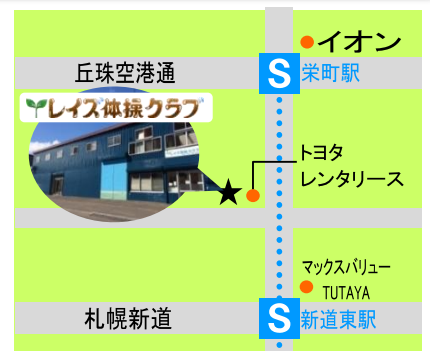 イオン
丘珠空港通
S
栄町駅
レイズ体操クラブ
トヨタ
レンタリース
マックスバリュー
TUTAYA
札幌新道
S
新道東駅